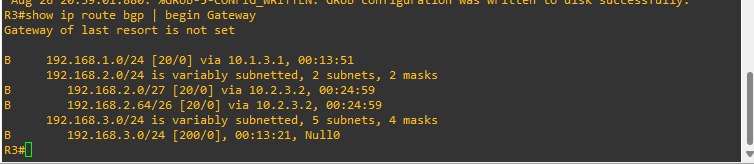 Aug 26 20:59:01.880: %GRUB-5-CONFIG_WRITTEN: GRUB configuration was written to disk successfully.
R3#show ip route bgp | begin Gateway
Gateway of last resort is not set
B     192.168.1.0/24 [20/0] via 10.1.3.1, 00:13:51
      192.168.2.0/24 is variably subnetted, 2 subnets, 2 masks
B        192.168.2.0/27 [20/0] via 10.2.3.2, 00:24:59
B        192.168.2.64/26 [20/0] via 10.2.3.2, 00:24:59
      192.168.3.0/24 is variably subnetted, 5 subnets, 4 masks
B        192.168.3.0/24 [200/0], 00:13:21, Null0
R3#